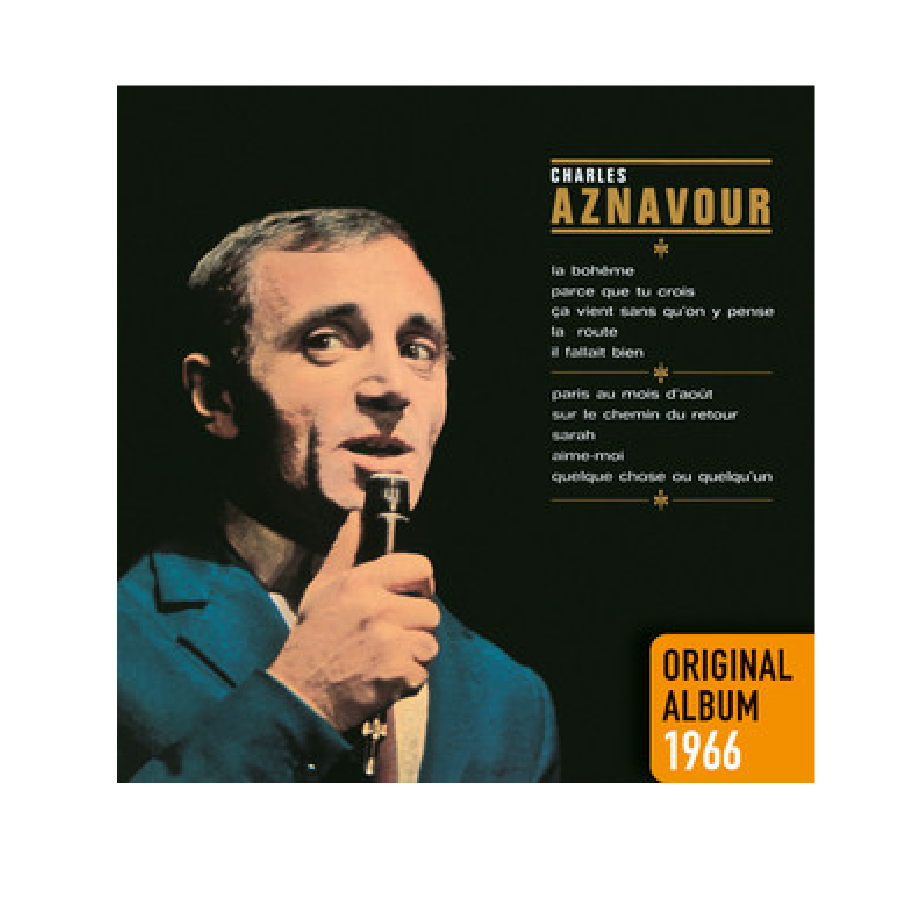 CHARLES
AZNAVOUR
la bohême
parce que tu crois
ça vient sans qu'on y pense
la route
il fallait bien
paris au mois d'août
sur le chemin du retour
sarah
aime-moi
quelque chose ou quelqu'un
ORIGINAL
ALBUM
1966